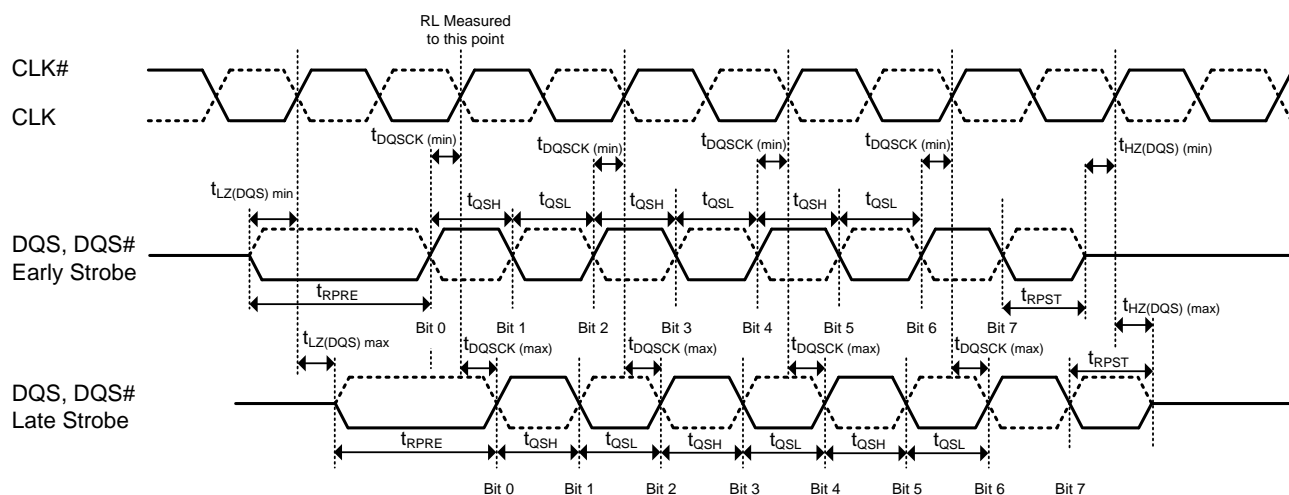 RL Measured
to this point
CLK#
CLK
tDQSCK (min) tDQSCK (min) tDQSCK (min) tDQSCK (min) tHZ(DQS) (min)
tLZ(DQS) min
tQSH tQSL tQSH tQSL tQSH tQSL
DQS, DQS#
Early Strobe
tRPRE tRPST
tHZ(DQS) (max)
Bit 0 Bit 1 Bit 2 Bit 3 Bit 4 Bit 5 Bit 6 Bit 7
tLZ(DQS) max
tDQSCK (max) tDQSCK (max) tDQSCK (max) tDQSCK (max)
tRPST
DQS, DQS#
Late Strobe
tRPRE tQSH tQSL tQSH tQSL tQSH tQSL
Bit 0 Bit 1 Bit 2 Bit 3 Bit 4 Bit 5 Bit 6 Bit 7